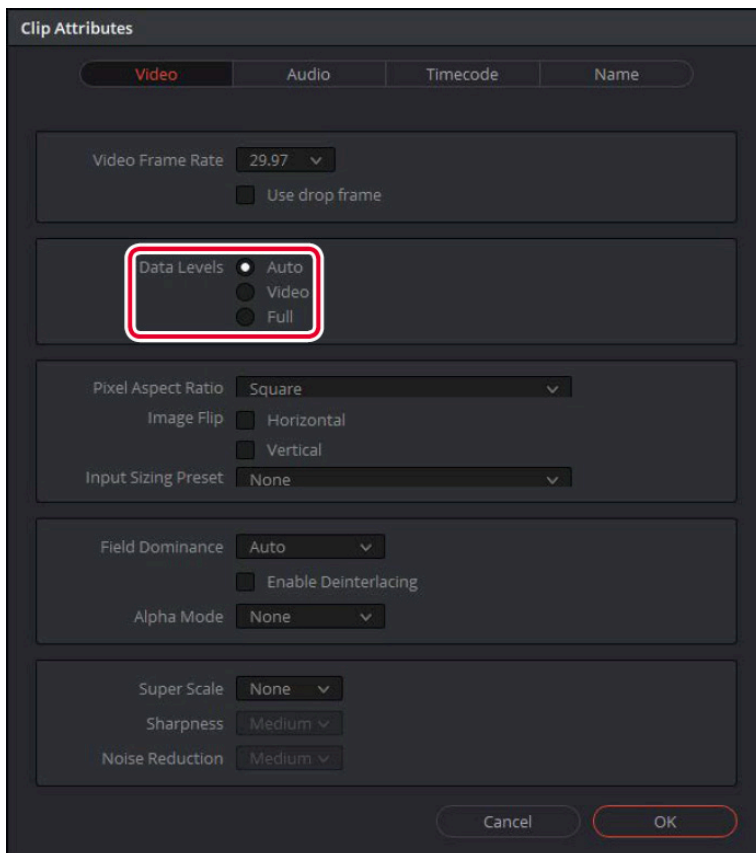 Clip Attributes
Video Audio Timecode Name
Video Frame Rate 29.97
Use drop frame
Data Levels Auto
Video
Full
Pixel Aspect Ratio Square
Image Flip Horizontal
Vertical
Input Sizing Preset None
Field Dominance Auto
Enable Deinterlacing
Alpha Mode None
Super Scale None
Sharpness Medium
Noise Reduction Medium
Cancel OK